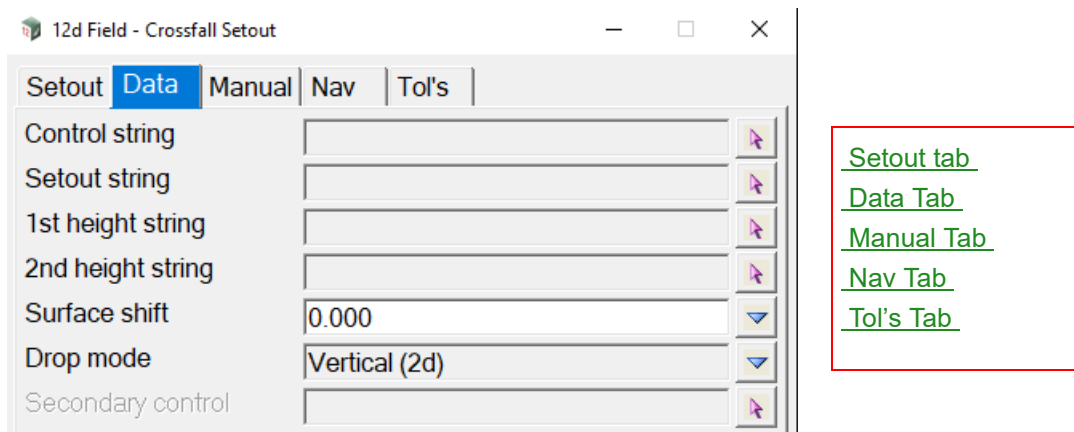 12d Field - Crossfall Setout
Setout Data Manual Nav Tol's
Control string
Setout string
1st height string
2nd height string
Surface shift 0.000
Drop mode Vertical (2d)
Secondary control
Setout tab
Data Tab
Manual Tab
Nav Tab
Tol’s Tab